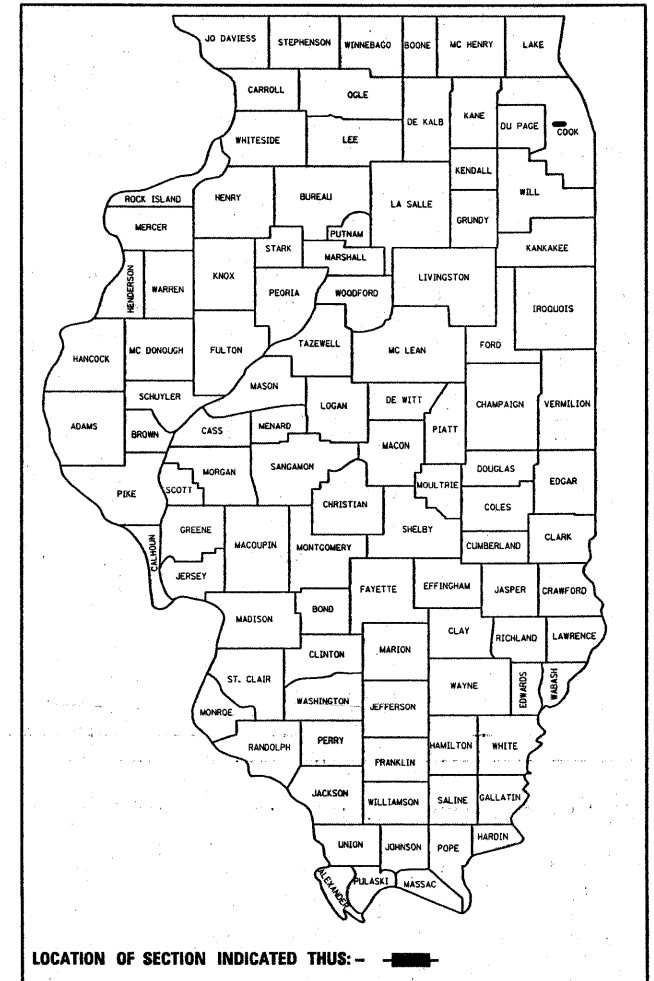 JO DAVIESS STEPHENSON WINNEBAGO BOONE MC HENRY LAKE
CARROLL OGLE DE KALB KANE DU PAGE COOK
WHITESIDE LEE KENDALL WILL
ROCK ISLAND HENRY BUREAU LA SALLE GRUNDY
MERCER PUTNAM KANKAKEE
STARK MARSHALL
HENDERSON WARREN KNOX PEORIA WOODFORD LIVINGSTON IROQUOIS
HANCOCK MC DONOUGH FULTON TAZEWELL MC LEAN FORD
MASON
SCHUYLER LOGAN DE WITT CHAMPAIGN VERMILION
ADAMS BROWN CASS MENARD MACON PIATT
MORGAN SANGAMON DOUGLAS EDGAR
PIKE SCOTT CHRISTIAN MOULTRIE COLES
GREENE MACOUPIN SHELBY CUMBERLAND CLARK
CALHOUN JERSEY MONTGOMERY
FAYETTE EFFINGHAM JASPER CRAWFORD
MADISON BOND
CLINTON MARION CLAY RICHLAND LAWRENCE
ST. CLAIR WASHINGTON WAYNE EDWARDS WABASH
MONROE JEFFERSON
RANDOLPH PERRY HAMILTON WHITE
FRANKLIN
JACKSON WILLIAMSON SALINE GALLATIN
UNION JOHNSON POPE HARDIN
ALEXANDER PULASKI MASSAC
LOCATION OF SECTION INDICATED THUS: -